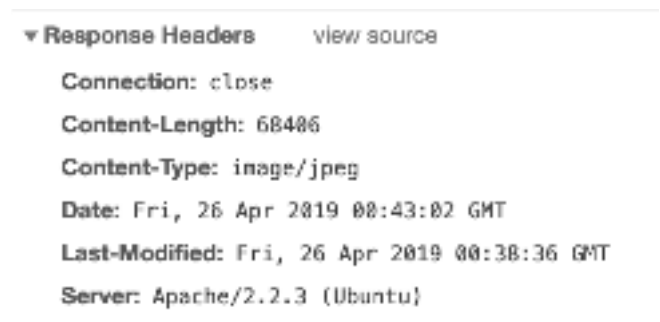 Response Headers view source
Connection: close
Content-Length: 68406
Content-Type: image/jpeg
Date: Fri, 26 Apr 2019 00:43:02 GMT
Last-Modified: Fri, 26 Apr 2019 00:38:36 GMT
Server: Apache/2.2.3 (Ubuntu)